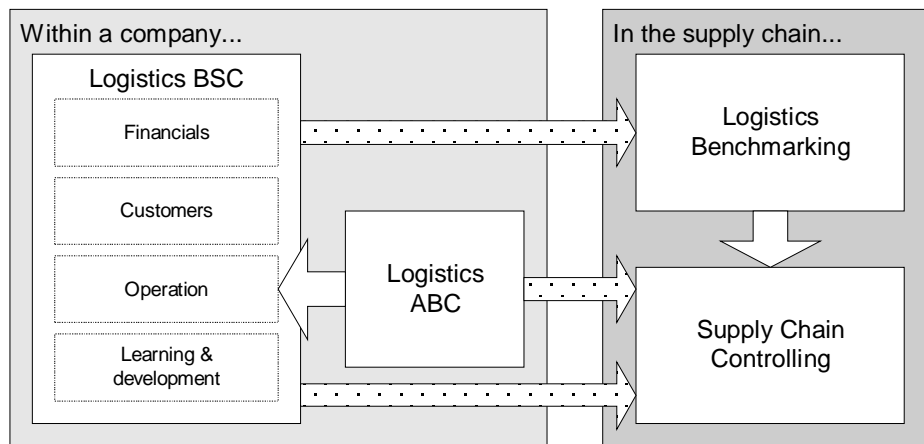 Within a company...
Logistics BSC
Financials
Customers
Operation
Learning &
development
Logistics
ABC
In the supply chain...
Logistics
Benchmarking
Supply Chain
Controlling